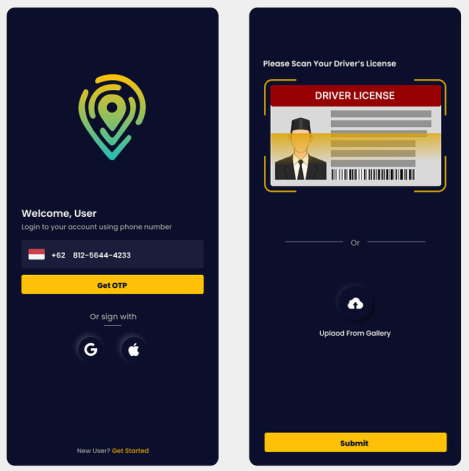 Welcome, User
Login to your account using phone number
+62 812-5644-4233
Get OTP
Or sign with
G
New User? Get Started
Please Scan Your Driver's License
DRIVER LICENSE
Or
Uplaod From Gallery
Submit